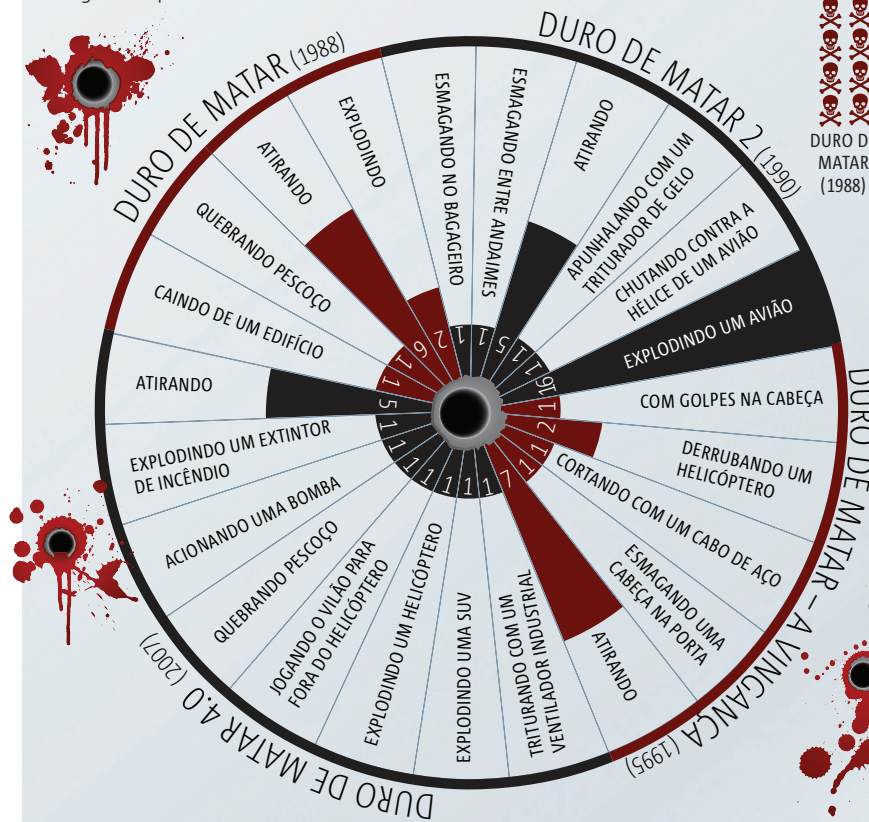 DURO DE MATAR (1988)
EXPLODINDO
ATIRANDO
QUEBRANDO PESCOÇO
CAINDO DE UM EDIFÍCIO
2
6
1
1
DURO DE MATAR 2 (1990)
ESMAGANDO NO BAGAGEIRO
ESMAGANDO ENTRE ANDAIMES
ATIRANDO
APUNHALANDO COM UM
TRITURADOR DE GELO
CHUTANDO CONTRA A
HÉLICE DE UM AVIÃO
EXPLODINDO UM AVIÃO
1
1
5
1
1
16
DURO DE MATAR – A VINGANÇA (1995)
COM GOLPES NA CABEÇA
DERRUBANDO UM
HELICÓPTERO
CORTANDO COM UM CABO DE AÇO
ESMAGANDO UMA
CABEÇA NA PORTA
ATIRANDO
1
2
1
1
7
DURO DE MATAR 4.0 (2007)
TRITURANDO COM UM
VENTILADOR INDUSTRIAL
EXPLODINDO UMA SUV
EXPLODINDO UM HELICÓPTERO
JOGANDO O VILÃO PARA
FORA DO HELICÓPTERO
QUEBRANDO PESCOÇO
ACIONANDO UMA BOMBA
EXPLODINDO UM EXTINTOR
DE INCÊNDIO
ATIRANDO
1
1
1
1
1
1
1
5
DURO D
MATAR
(1988)